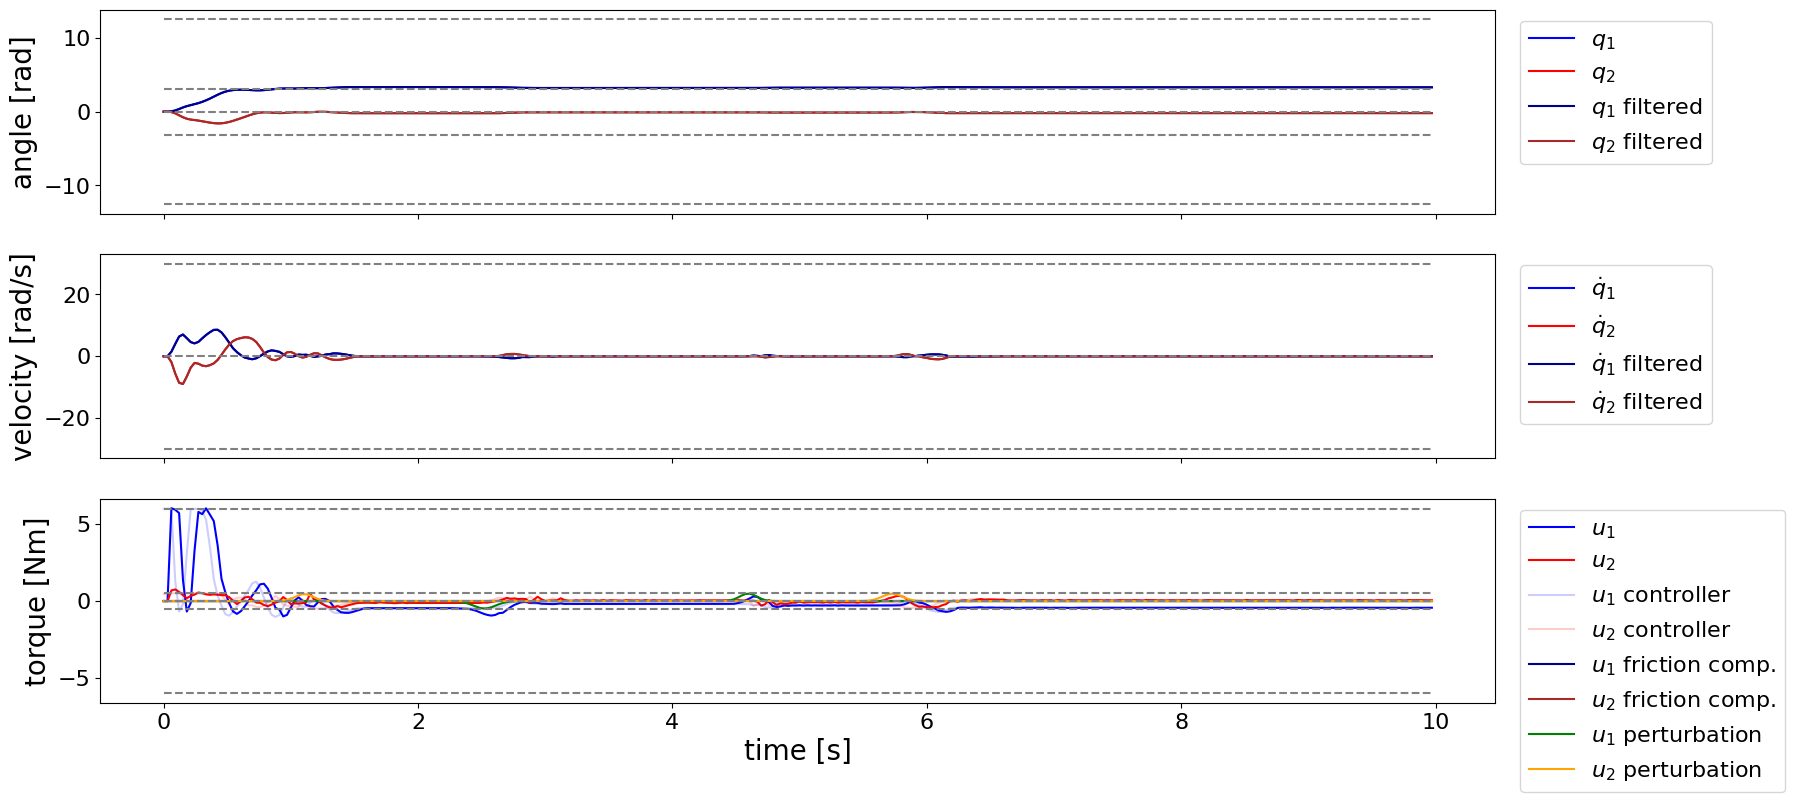 angle [rad]
10
0
−10
q₁
q₂
q₁ filtered
q₂ filtered
velocity [rad/s]
20
0
−20
q̇₁
q̇₂
q̇₁ filtered
q̇₂ filtered
torque [Nm]
5
0
−5
0 2 4 6 8 10
time [s]
u₁
u₂
u₁ controller
u₂ controller
u₁ friction comp.
u₂ friction comp.
u₁ perturbation
u₂ perturbation